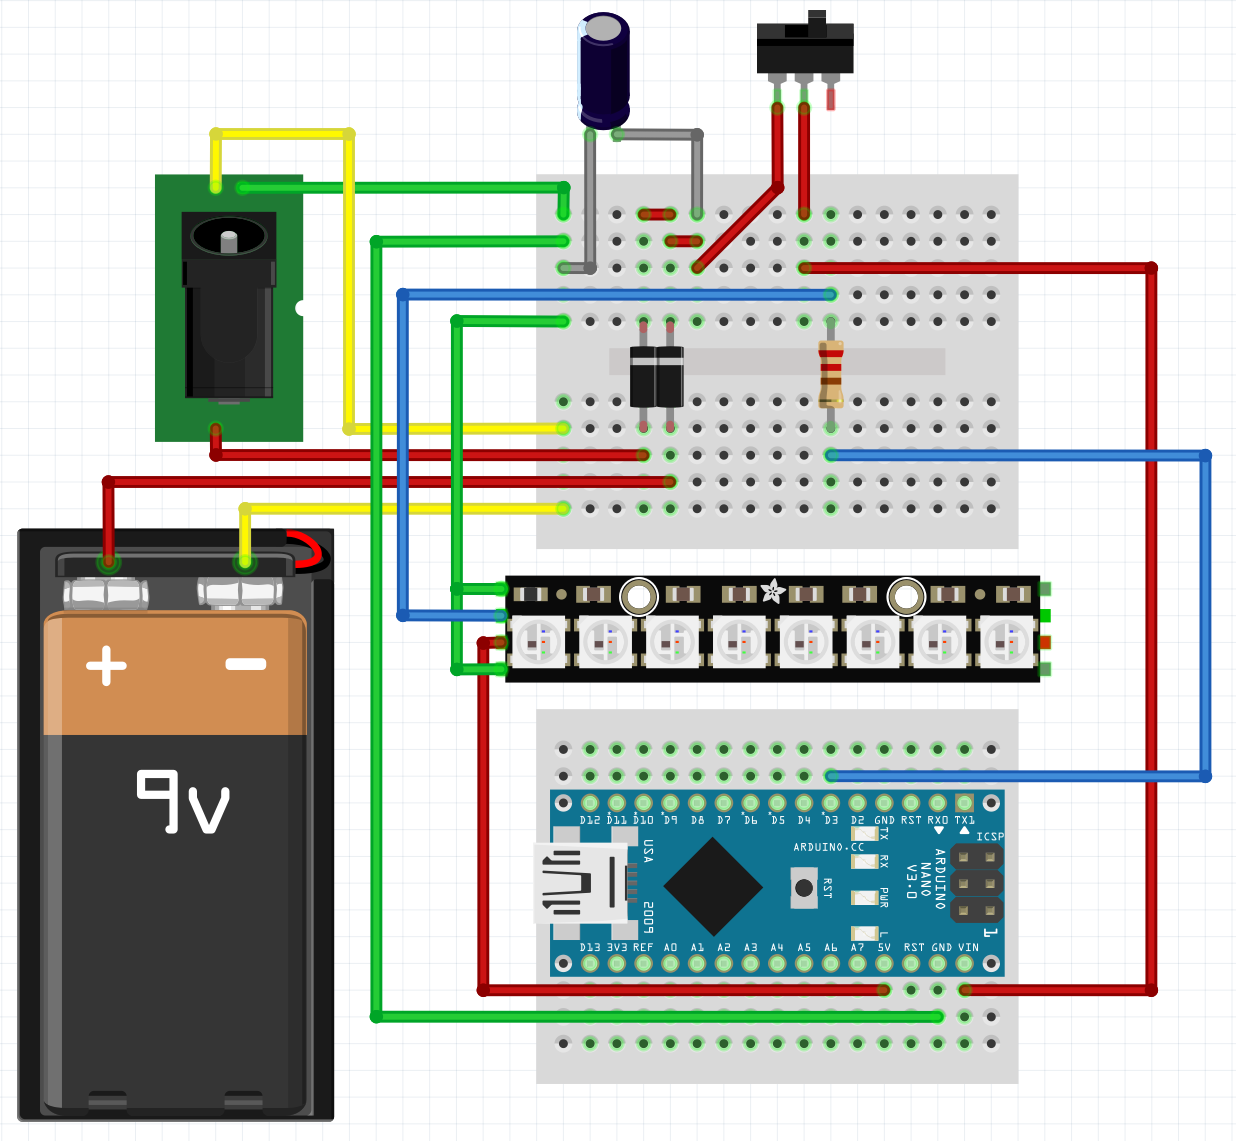 + −
9v
D12 D11 D10 D9 D8 D7 D6 D5 D4 D3 D2 GND RST RX0 TX1
ICSP
ARDUINO.CC
TX
RX
PWR
L
RST
USA
2009
ARDUINO
NANO
V3.0
1
D13 3V3 REF A0 A1 A2 A3 A4 A5 A6 A7 5V RST GND VIN